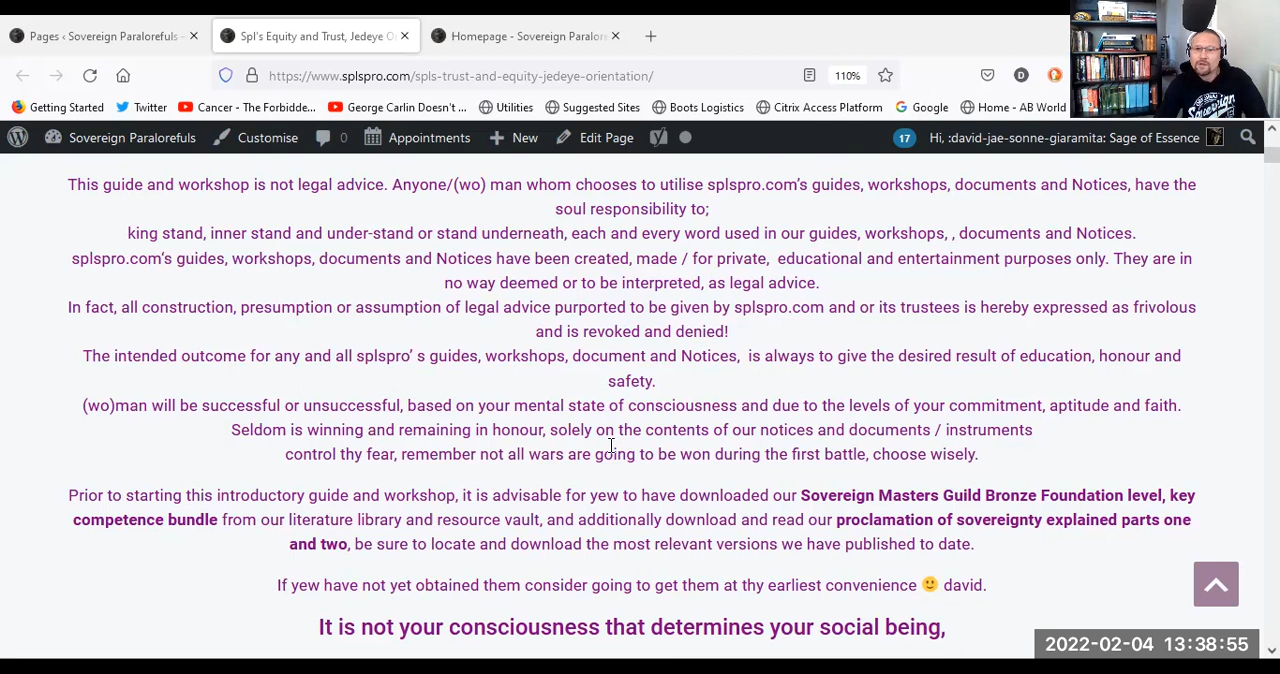 Pages ‹ Sovereign Paralorefuls
Spl's Equity and Trust, Jedeye O
Homepage - Sovereign Paralor
https://www.splspro.com/spls-trust-and-equity-jedeye-orientation/
110%
Getting Started
Twitter
Cancer - The Forbidde...
George Carlin Doesn't ...
Utilities
Suggested Sites
Boots Logistics
Citrix Access Platform
Google
Home - AB World
Sovereign Paralorefuls
Customise
0
Appointments
New
Edit Page
17
Hi, :david-jae-sonne-giaramita: Sage of Essence
This guide and workshop is not legal advice. Anyone/(wo) man whom chooses to utilise splspro.com's guides, workshops, documents and Notices, have the
soul responsibility to;
king stand, inner stand and under-stand or stand underneath, each and every word used in our guides, workshops, , documents and Notices.
splspro.com's guides, workshops, documents and Notices have been created, made / for private, educational and entertainment purposes only. They are in
no way deemed or to be interpreted, as legal advice.
In fact, all construction, presumption or assumption of legal advice purported to be given by splspro.com and or its trustees is hereby expressed as frivolous
and is revoked and denied!
The intended outcome for any and all splspro' s guides, workshops, document and Notices, is always to give the desired result of education, honour and
safety.
(wo)man will be successful or unsuccessful, based on your mental state of consciousness and due to the levels of your commitment, aptitude and faith.
Seldom is winning and remaining in honour, solely on the contents of our notices and documents / instruments
control thy fear, remember not all wars are going to be won during the first battle, choose wisely.
Prior to starting this introductory guide and workshop, it is advisable for yew to have downloaded our Sovereign Masters Guild Bronze Foundation level, key
competence bundle from our literature library and resource vault, and additionally download and read our proclamation of sovereignty explained parts one
and two, be sure to locate and download the most relevant versions we have published to date.
If yew have not yet obtained them consider going to get them at thy earliest convenience 🙂 david.
It is not your consciousness that determines your social being,
2022-02-04 13:38:55